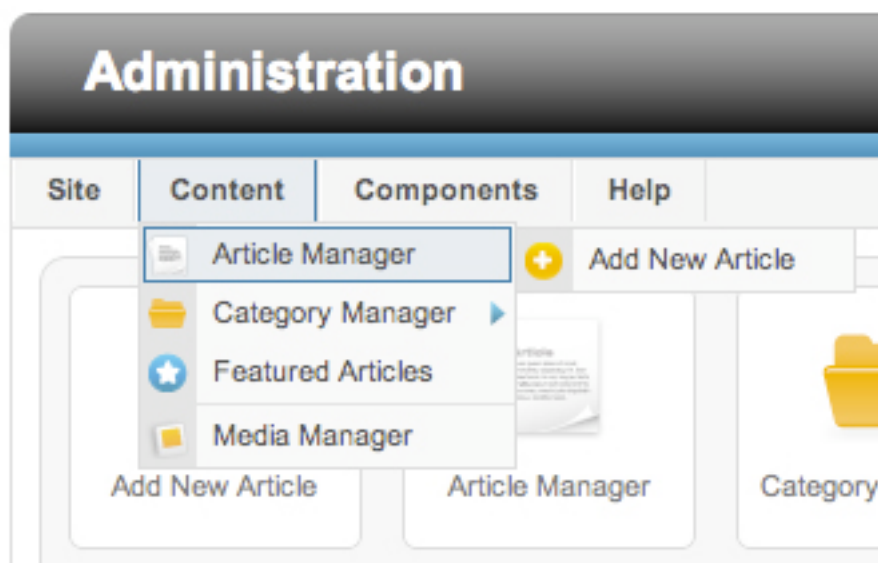 Administration
Site Content Components Help
Article Manager Add New Article
Category Manager
Featured Articles
Media Manager
Add New Article Article Manager Category